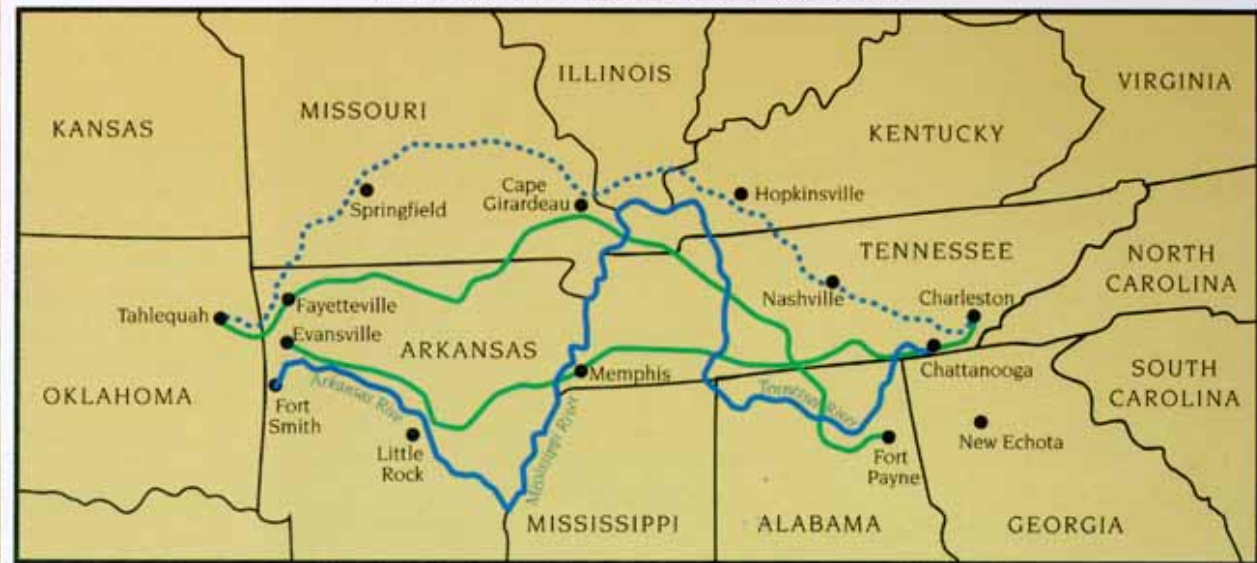 ILLINOIS
VIRGINIA
MISSOURI
KANSAS
KENTUCKY
Cape
Girardeau
Hopkinsville
Springfield
TENNESSEE
NORTH
CAROLINA
Nashville
Charleston
Fayetteville
Tahlequah
Evansville
ARKANSAS
Memphis
Chattanooga
SOUTH
CAROLINA
OKLAHOMA
Arkansas River
Mississippi River
Tennessee River
Fort
Smith
Little
Rock
New Echota
Fort
Payne
MISSISSIPPI
ALABAMA
GEORGIA